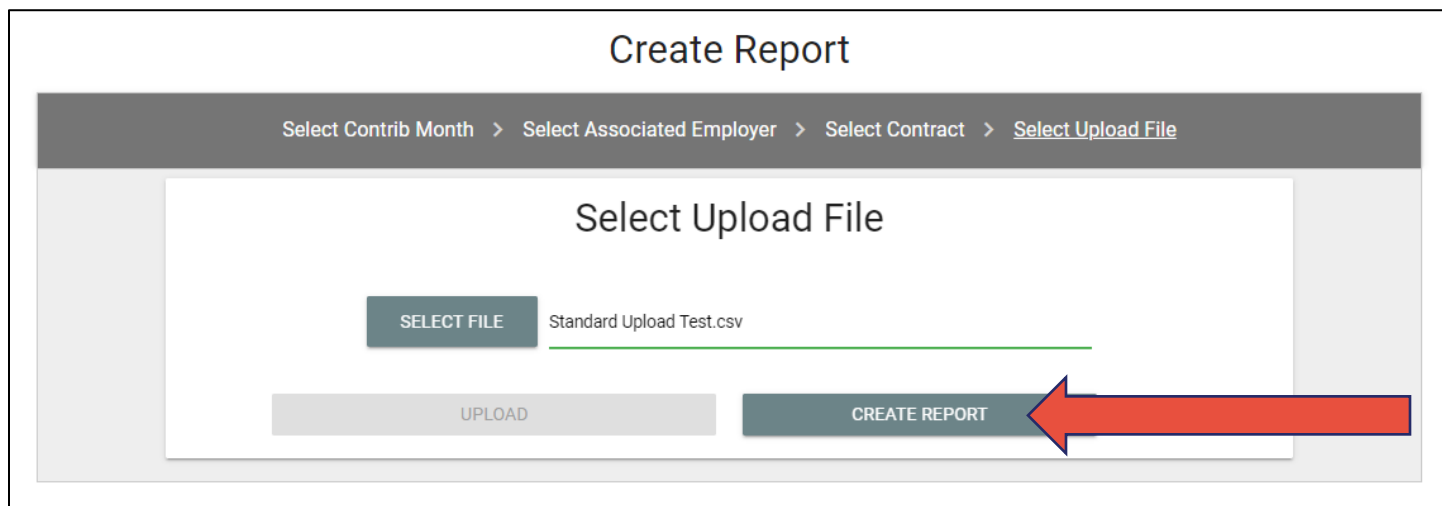 Create Report
Select Contrib Month > Select Associated Employer > Select Contract > Select Upload File
Select Upload File
SELECT FILE Standard Upload Test.csv
UPLOAD CREATE REPORT